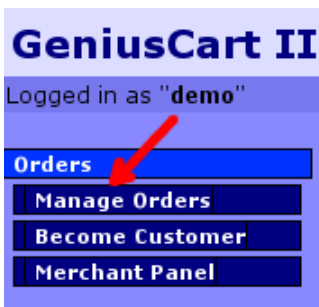 GeniusCart II
Logged in as "demo"
Orders
Manage Orders
Become Customer
Merchant Panel